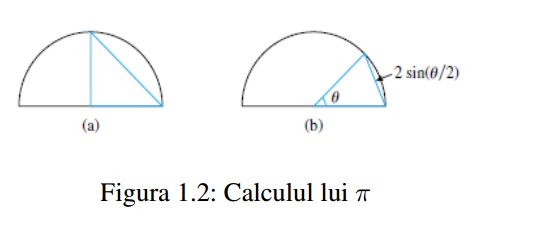 2 sin(θ/2)
θ
(a) (b)
Figura 1.2: Calculul lui π